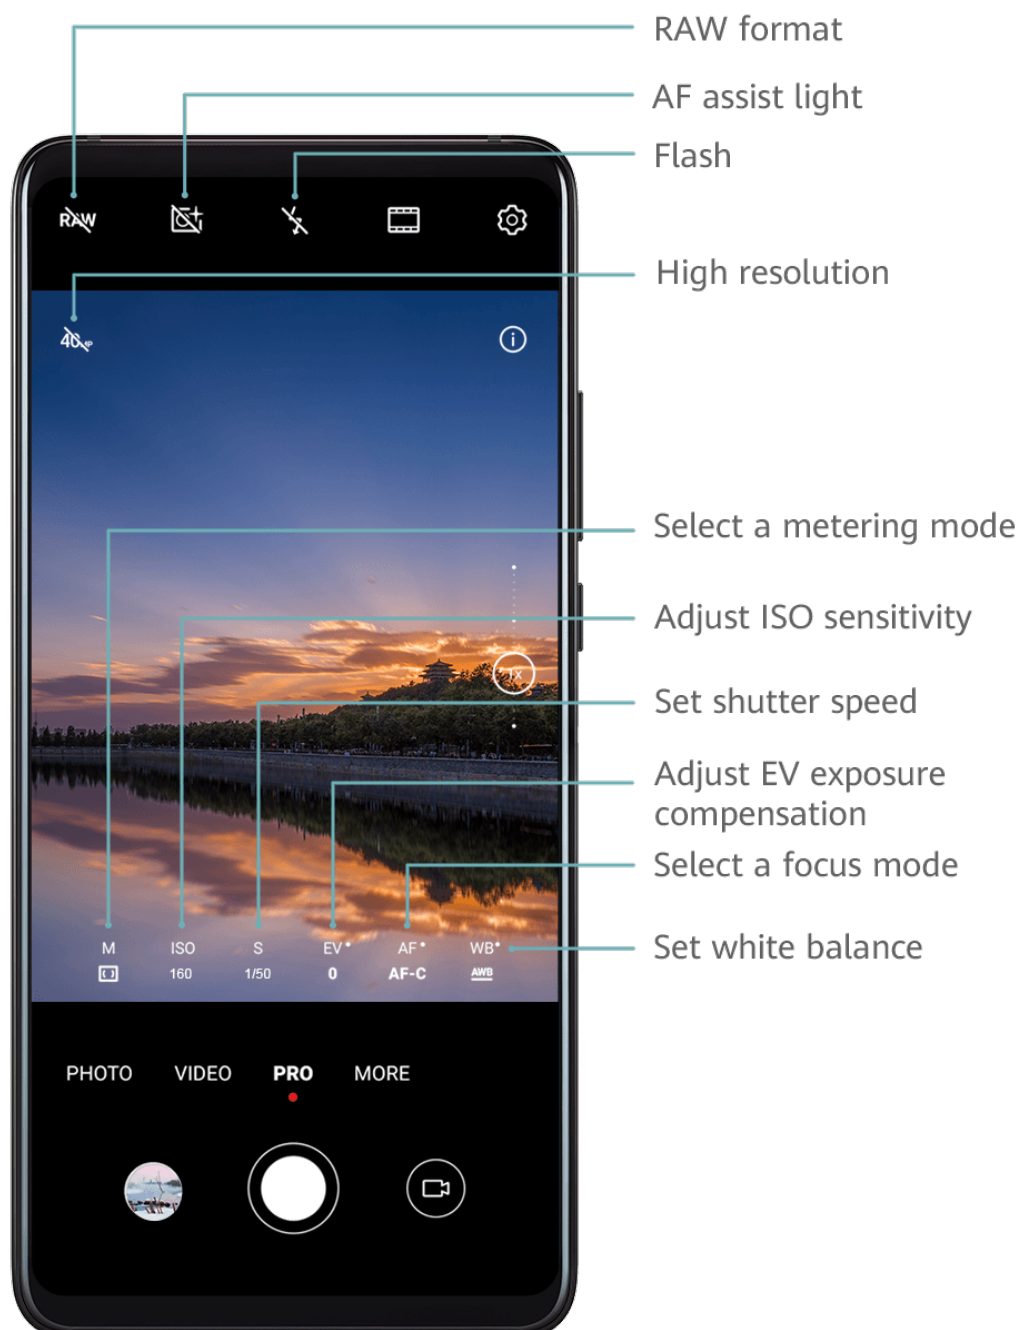 RAW format
AF assist light
Flash
RAW
High resolution
40MP
Select a metering mode
Adjust ISO sensitivity
1x
Set shutter speed
Adjust EV exposure
compensation
Select a focus mode
M ISO S EV AF WB
Set white balance
160 1/50 0 AF-C AWB
PHOTO VIDEO PRO MORE